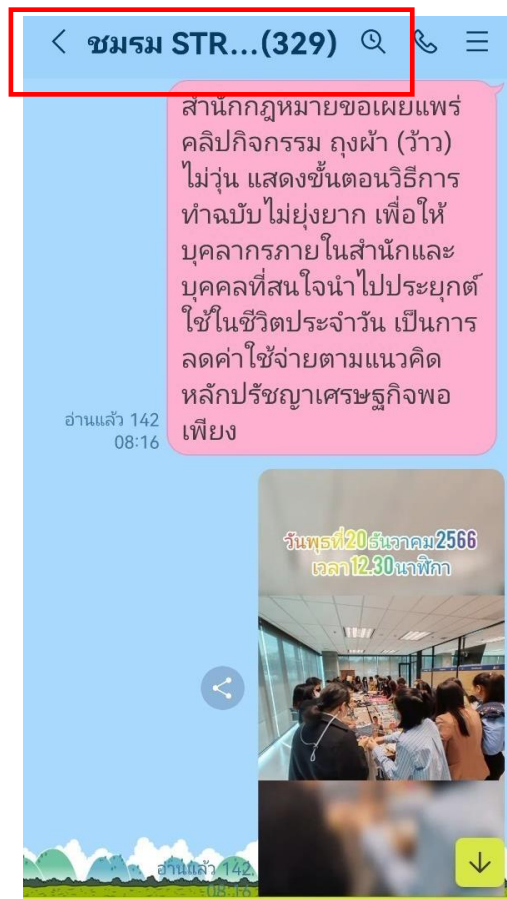 ชมรม STR...(329)
สำนักกฎหมายขอเผยแพร่
คลิปกิจกรรม ถุงผ้า (ว้าว)
ไม่วุ่น แสดงขั้นตอนวิธีการ
ทำฉบับไม่ยุ่งยาก เพื่อให้
บุคลากรภายในสำนักและ
บุคคลที่สนใจนำไปประยุกต์
ใช้ในชีวิตประจำวัน เป็นการ
ลดค่าใช้จ่ายตามแนวคิด
หลักปรัชญาเศรษฐกิจพอ
เพียง
อ่านแล้ว 142
08:16
วันพุธที่20ธันวาคม2566
เวลา12.30นาฬิกา
อ่านแล้ว 142
08:16